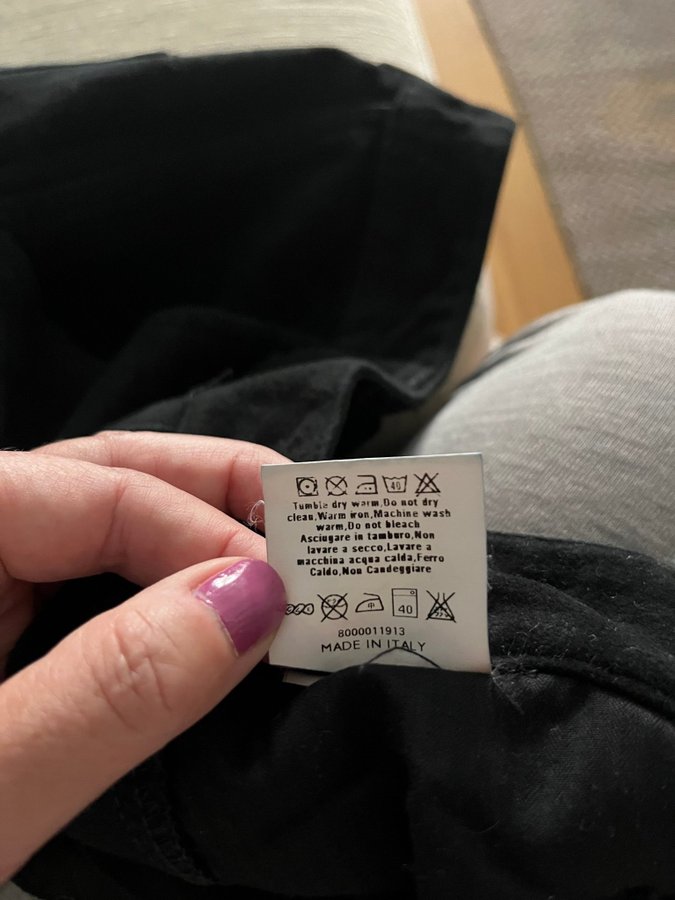 40
Tumble dry warm,Do not dry
clean,Warm iron,Machine wash
warm,Do not bleach
Asciugare in tamburo,Non
lavare a secco,Lavare a
macchina acqua calda,Ferro
Caldo,Non Candeggiare
40
8000011913
MADE IN ITALY